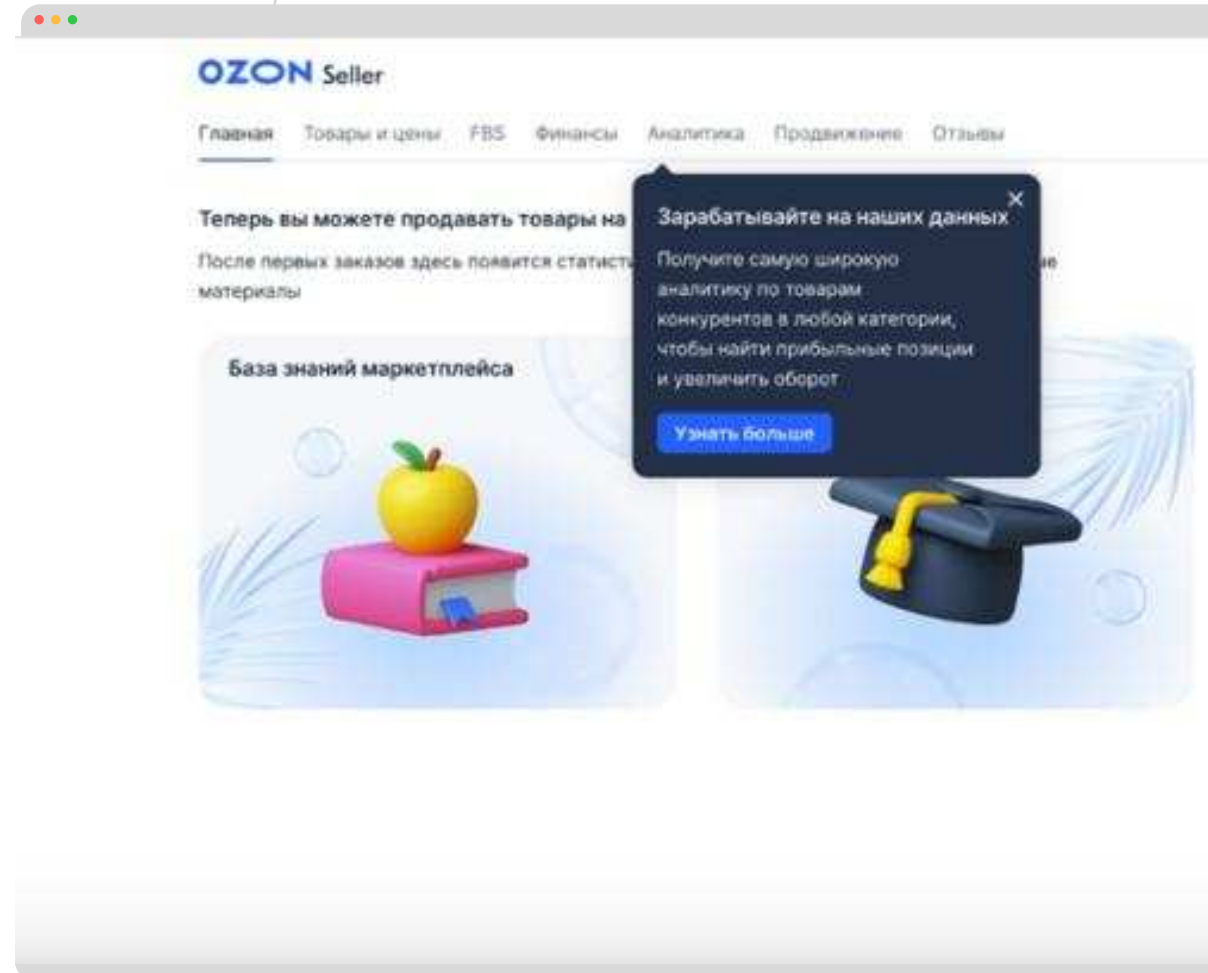 OZON Seller
Главная Товары и цены FBS Финансы Аналитика Продвижение Отзывы
Теперь вы можете продавать товары на
После первых заказов здесь появится статисти
материалы
Зарабатывайте на наших данных
Получите самую широкую
аналитику по товарам
конкурентов в любой категории,
чтобы найти прибыльные позиции
и увеличить оборот
Узнать больше
База знаний маркетплейса